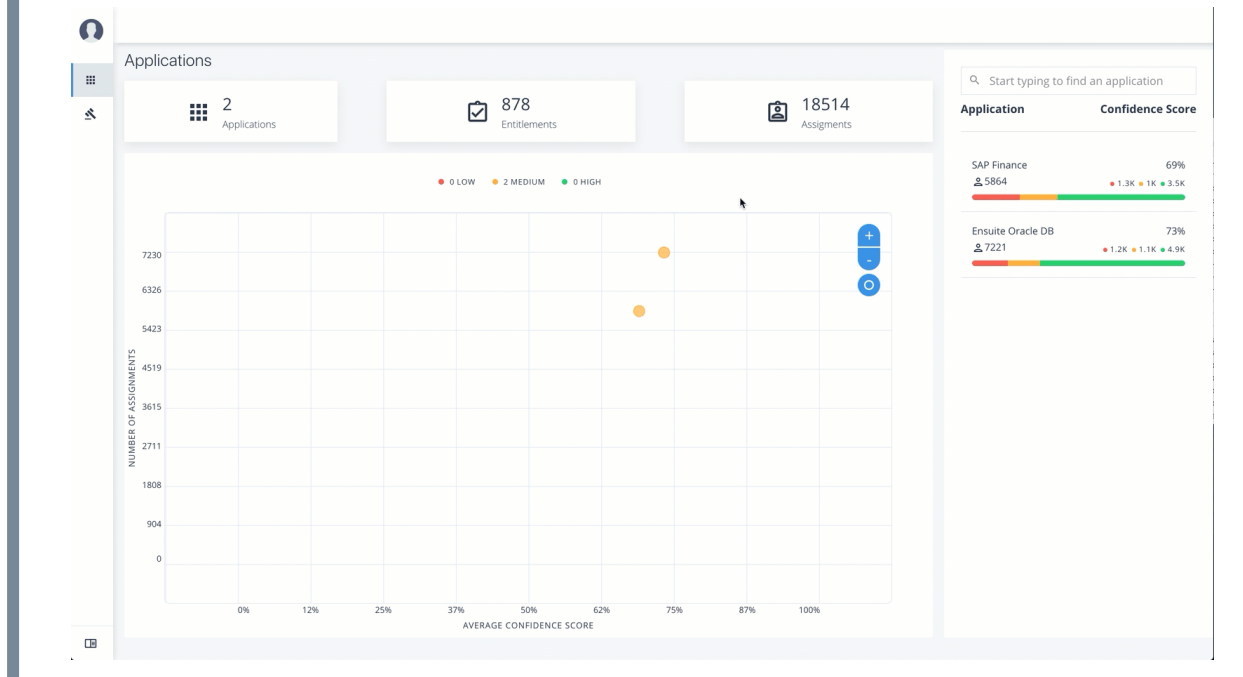 Applications
2
Applications
878
Entitlements
18514
Assigments
0 LOW 2 MEDIUM 0 HIGH
+
-
7230
6326
5423
4519
3615
2711
1808
904
0
NUMBER OF ASSIGNMENTS
0% 12% 25% 37% 50% 62% 75% 87% 100%
AVERAGE CONFIDENCE SCORE
Start typing to find an application
Application Confidence Score
SAP Finance 69%
5864 1.3K 1K 3.5K
Ensuite Oracle DB 73%
7221 1.2K 1.1K 4.9K